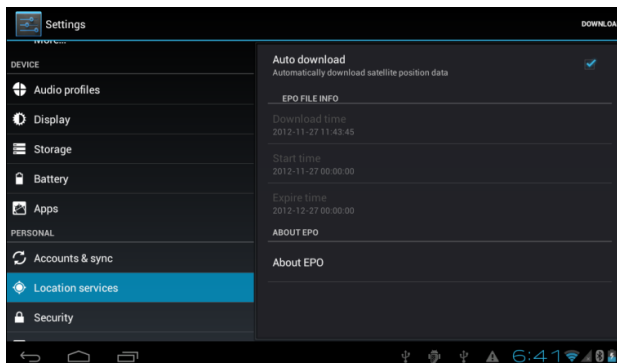 Settings
DOWNLOA
More...
DEVICE
Audio profiles
Display
Storage
Battery
Apps
PERSONAL
Accounts & sync
Location services
Security
Auto download
Automatically download satellite position data
EPO FILE INFO
Download time
2012-11-27 11:43:45
Start time
2012-11-27 00:00:00
Expire time
2012-12-27 00:00:00
ABOUT EPO
About EPO
6:41